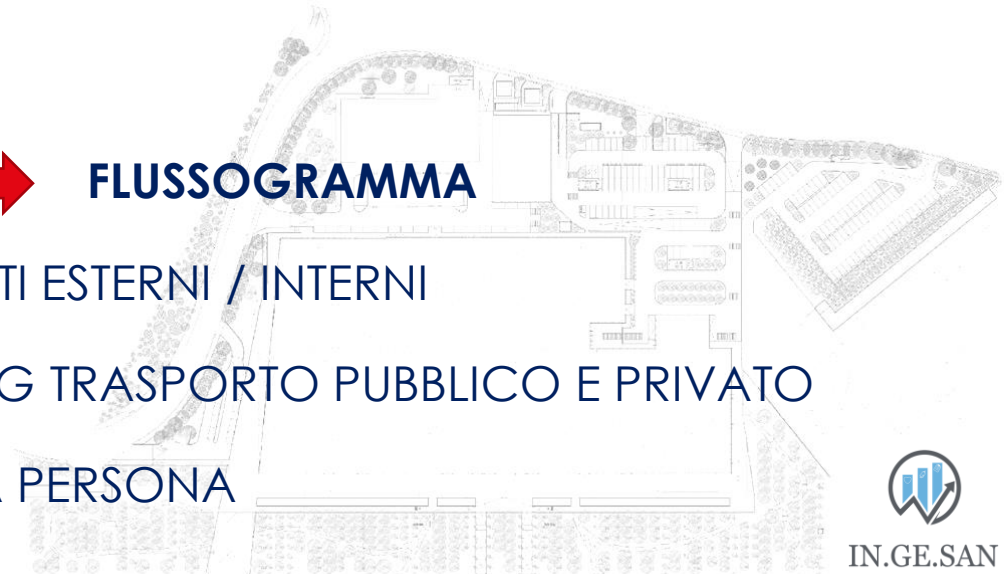 FLUSSOGRAMMA
TI ESTERNI / INTERNI
G TRASPORTO PUBBLICO E PRIVATO
PERSONA
IN.GE.SAN